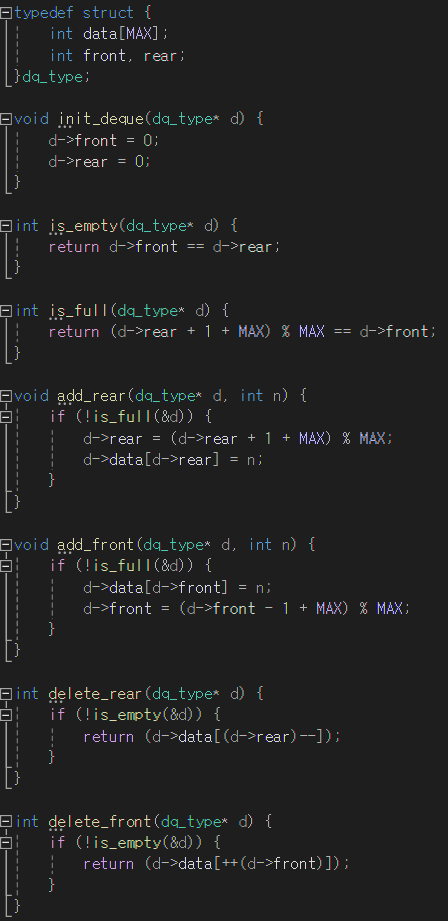 typedef struct {
    int data[MAX];
    int front, rear;
}dq_type;

void init_deque(dq_type* d) {
    d->front = 0;
    d->rear = 0;
}

int is_empty(dq_type* d) {
    return d->front == d->rear;
}

int is_full(dq_type* d) {
    return (d->rear + 1 + MAX) % MAX == d->front;
}

void add_rear(dq_type* d, int n) {
    if (!is_full(&d)) {
        d->rear = (d->rear + 1 + MAX) % MAX;
        d->data[d->rear] = n;
    }
}

void add_front(dq_type* d, int n) {
    if (!is_full(&d)) {
        d->data[d->front] = n;
        d->front = (d->front - 1 + MAX) % MAX;
    }
}

int delete_rear(dq_type* d) {
    if (!is_empty(&d)) {
        return (d->data[(d->rear)--]);
    }
}

int delete_front(dq_type* d) {
    if (!is_empty(&d)) {
        return (d->data[++(d->front)]);
    }
}